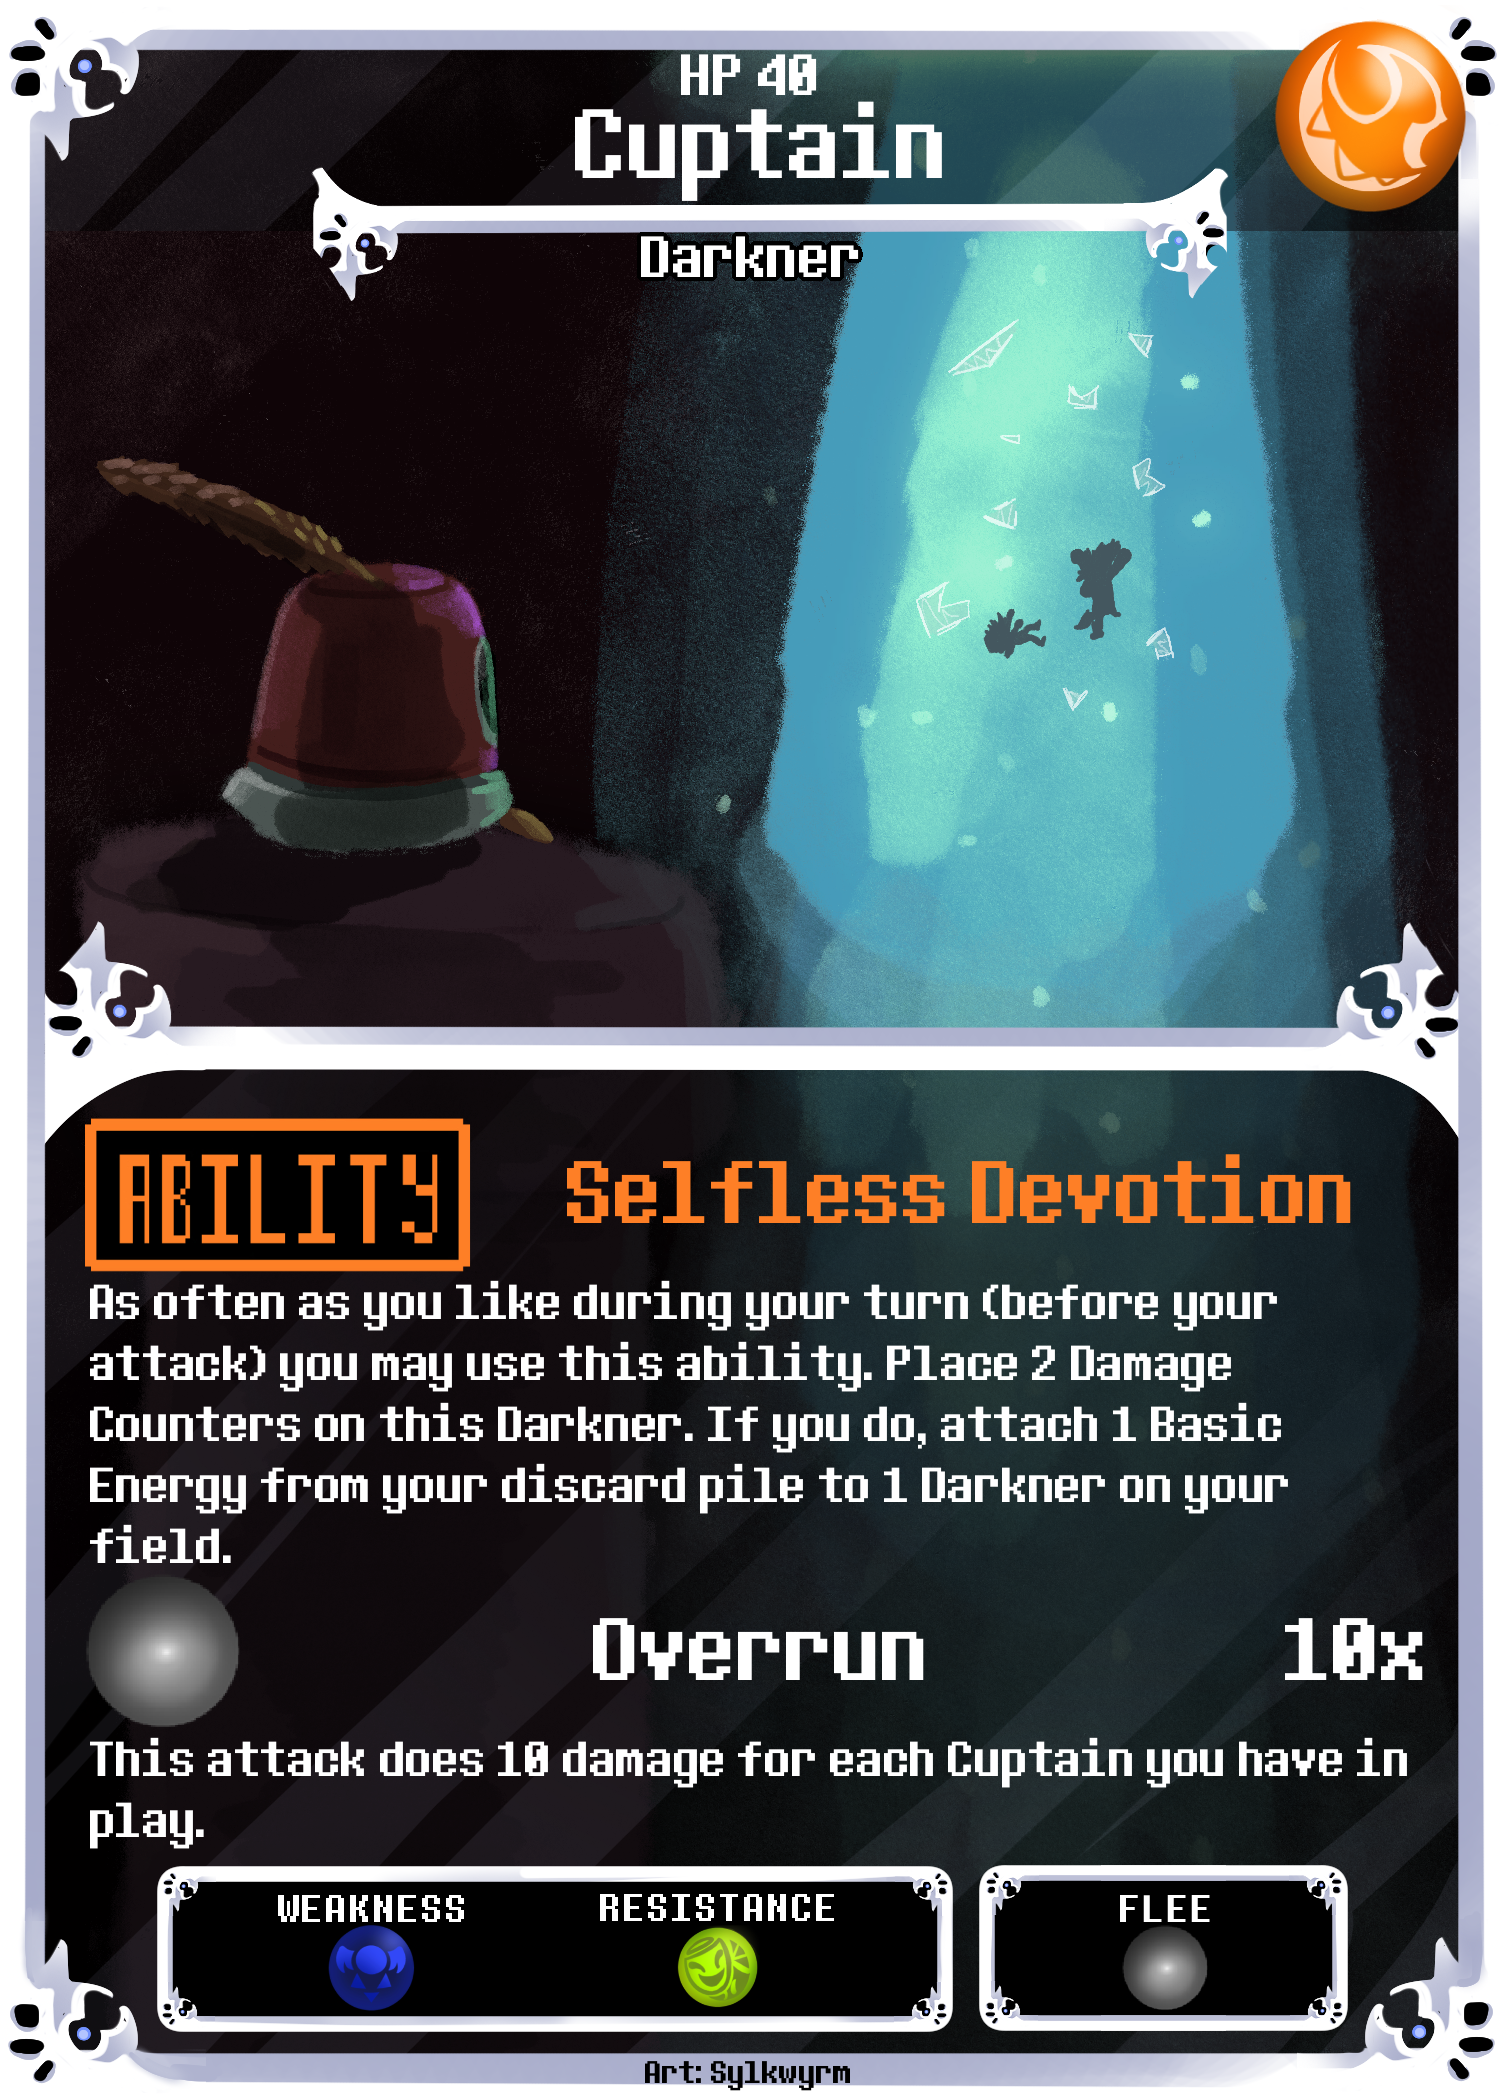 HP 40
Cuptain
Darkner
ABILITY Selfless Devotion
As often as you like during your turn (before your
attack) you may use this ability. Place 2 Damage
Counters on this Darkner. If you do, attach 1 Basic
Energy from your discard pile to 1 Darkner on your
field.
Overrun 10x
This attack does 10 damage for each Cuptain you have in
play.
WEAKNESS RESISTANCE FLEE
Art: Sylkwyrm